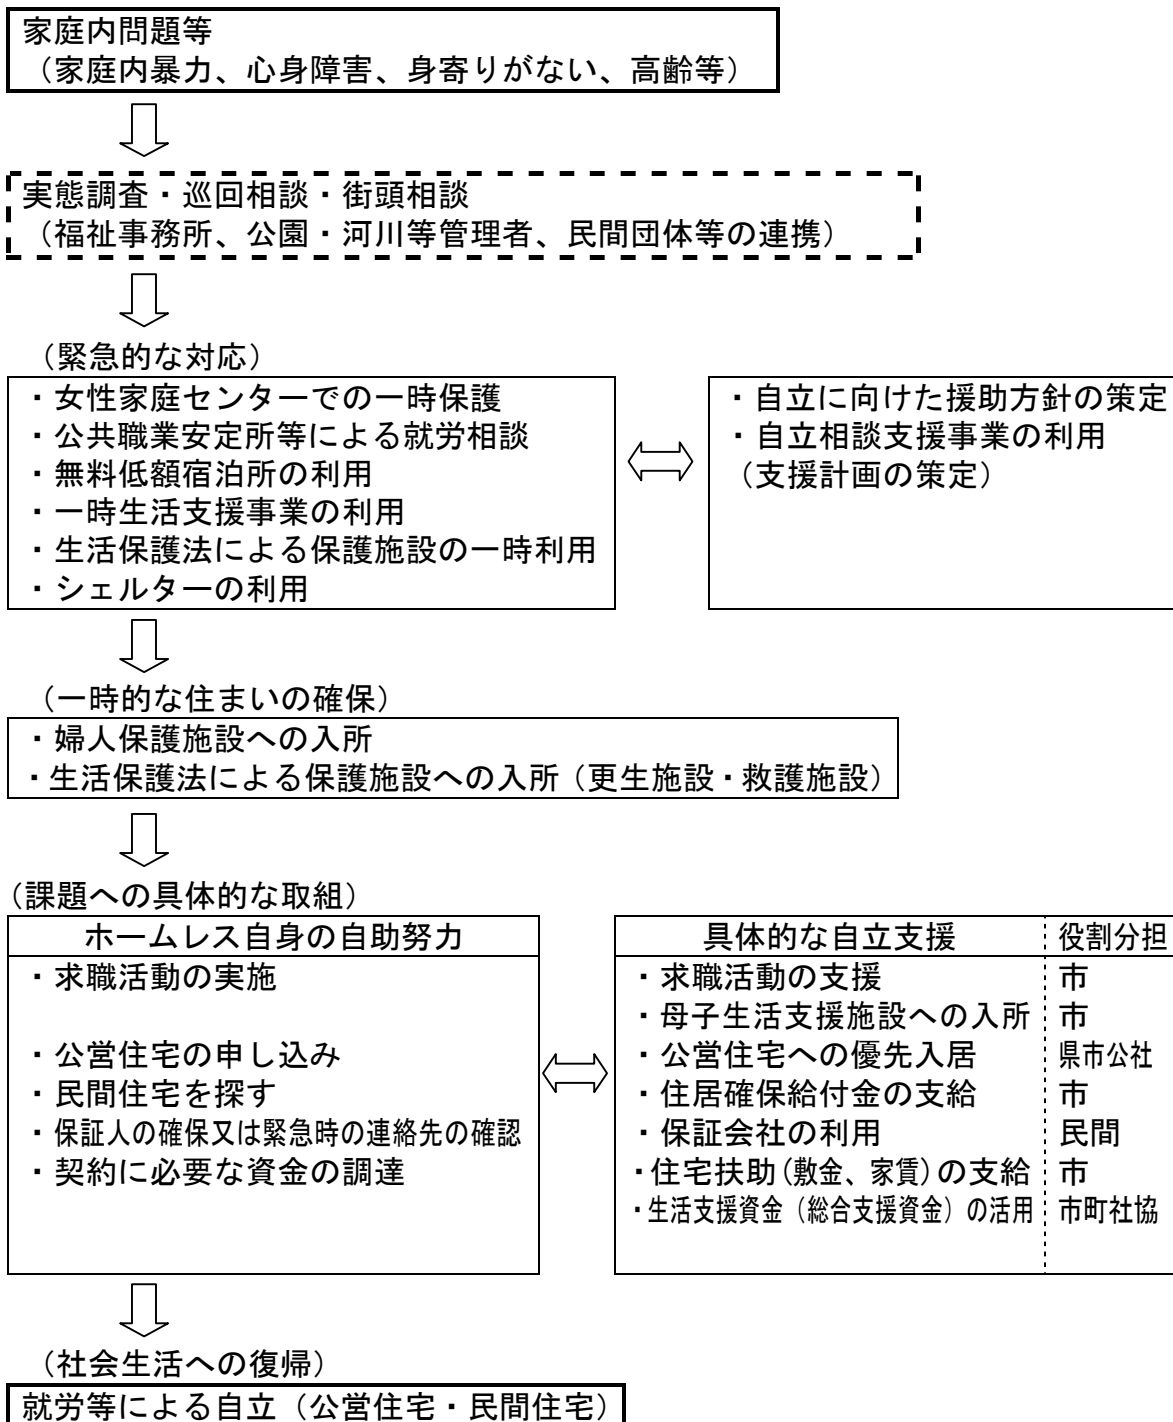 家庭内問題等
（家庭内暴力、心身障害、身寄りがない、高齢等）
実態調査・巡回相談・街頭相談
（福祉事務所、公園・河川等管理者、民間団体等の連携）
（緊急的な対応）
・女性家庭センターでの一時保護
・公共職業安定所等による就労相談
・無料低額宿泊所の利用
・一時生活支援事業の利用
・生活保護法による保護施設の一時利用
・シェルターの利用
・自立に向けた援助方針の策定
・自立相談支援事業の利用
（支援計画の策定）
（一時的な住まいの確保）
・婦人保護施設への入所
・生活保護法による保護施設への入所（更生施設・救護施設）
（課題への具体的な取組）
ホームレス自身の自助努力
・求職活動の実施
・公営住宅の申し込み
・民間住宅を探す
・保証人の確保又は緊急時の連絡先の確認
・契約に必要な資金の調達
具体的な自立支援 役割分担
・求職活動の支援 市
・母子生活支援施設への入所 市
・公営住宅への優先入居 県市公社
・住居確保給付金の支給 市
・保証会社の利用 民間
・住宅扶助（敷金、家賃）の支給 市
・生活支援資金（総合支援資金）の活用 市町社協
（社会生活への復帰）
就労等による自立（公営住宅・民間住宅）